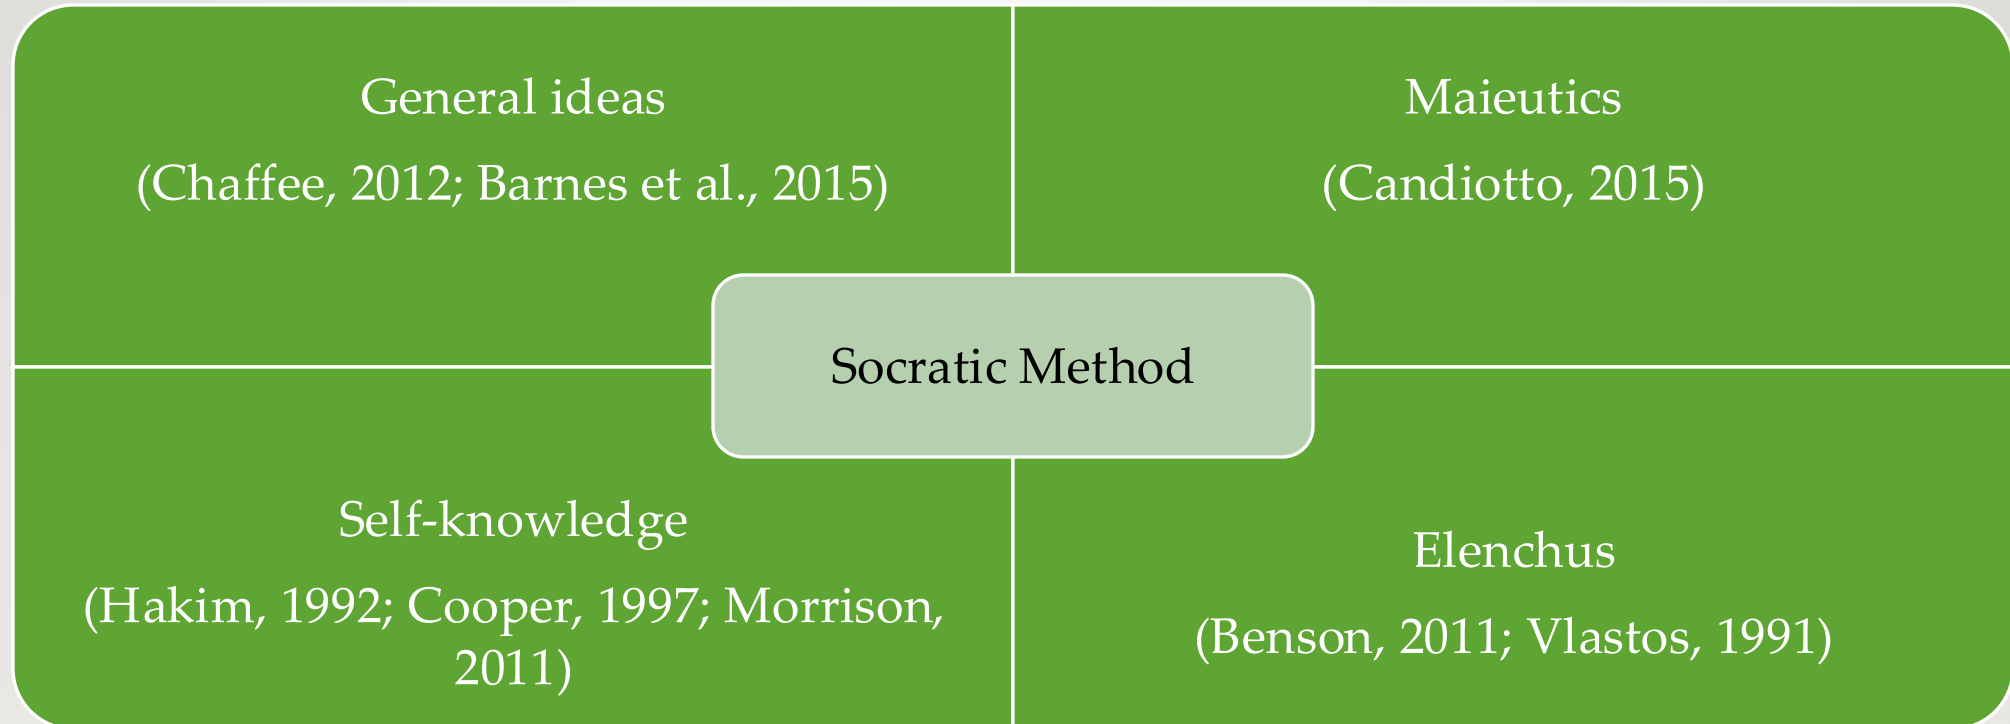 General ideas
(Chaffee, 2012; Barnes et al., 2015)
Maieutics
(Candiotto, 2015)
Socratic Method
Self-knowledge
(Hakim, 1992; Cooper, 1997; Morrison,
2011)
Elenchus
(Benson, 2011; Vlastos, 1991)